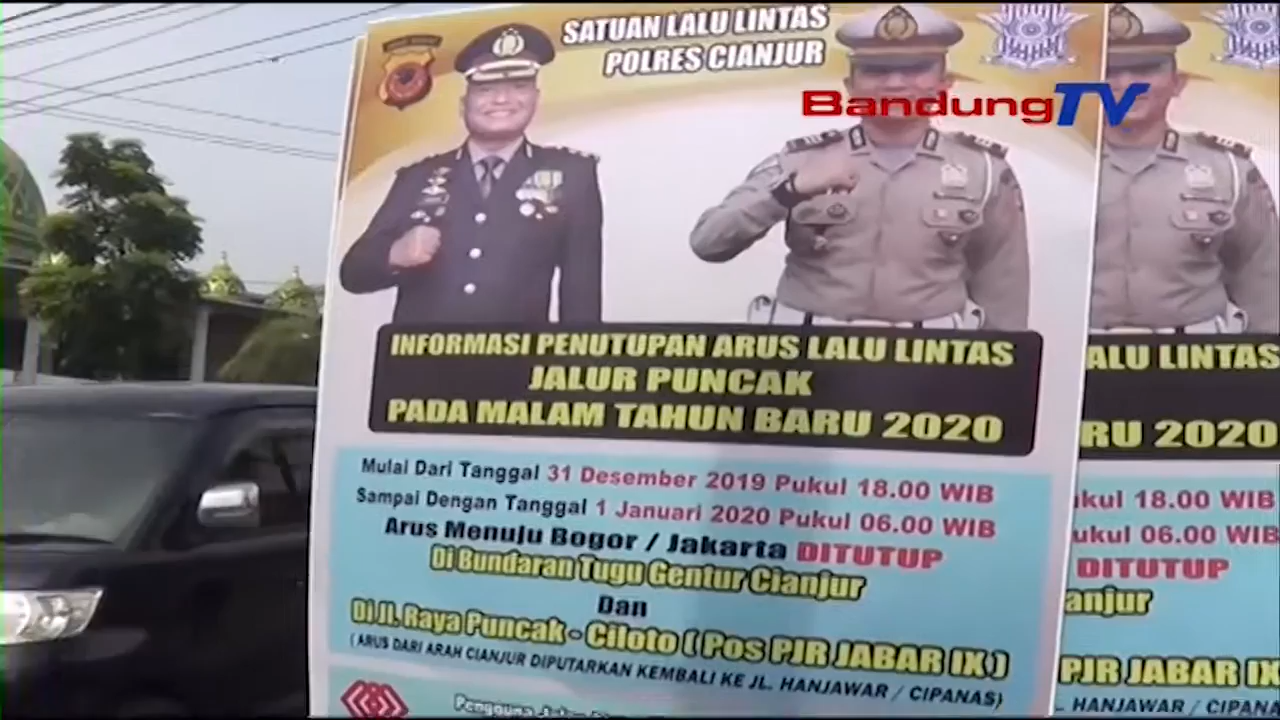 SATUAN LALU LINTAS
POLRES CIANJUR
BandungTV
INFORMASI PENUTUPAN ARUS LALU LINTAS
JALUR PUNCAK
PADA MALAM TAHUN BARU 2020
Mulai Dari Tanggal 31 Desember 2019 Pukul 18.00 WIB
Sampai Dengan Tanggal 1 Januari 2020 Pukul 06.00 WIB
Arus Menuju Bogor / Jakarta DITUTUP
Di Bundaran Tugu Gentur Cianjur
Dan
Di Jl. Raya Puncak - Ciloto ( Pos PJR JABAR IX )
( ARUS DARI ARAH CIANJUR DIPUTARKAN KEMBALI KE JL. HANJAWAR / CIPANAS)
Pengguna Jalan
ALU LINTAS
RU 2020
ukul 18.00 WIB
ukul 06.00 WIB
DITUTUP
anjur
PJR JABAR IX
L. HANJAWAR / CIPANA